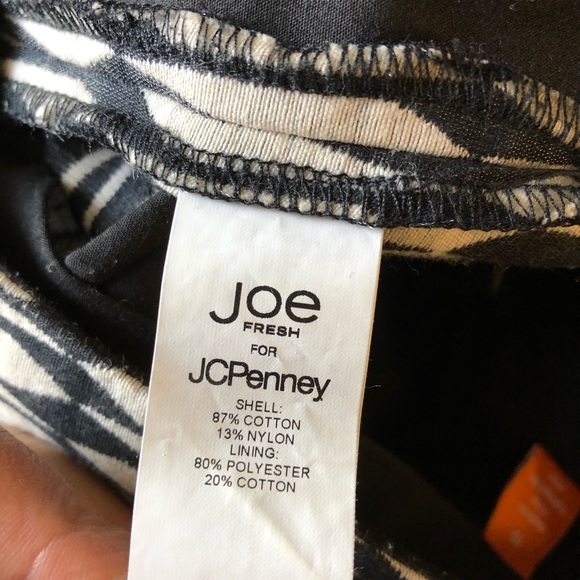 Joe
FRESH
FOR
JCPenney
SHELL:
87% COTTON
13% NYLON
LINING:
80% POLYESTER
20% COTTON